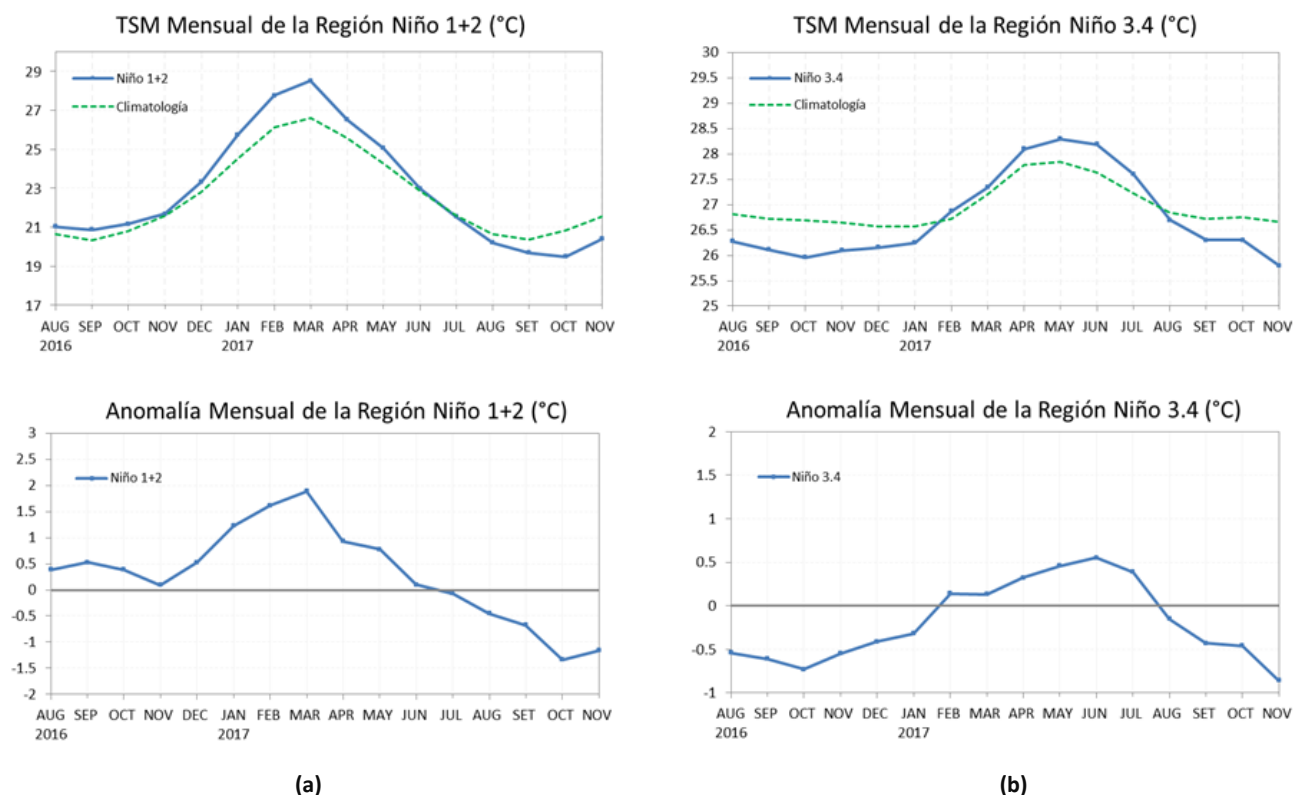 TSM Mensual de la Región Niño 1+2 (°C)
29
27
25
23
21
19
17
Niño 1+2
Climatología
AUG SEP OCT NOV DEC JAN FEB MAR APR MAY JUN JUL AUG SET OCT NOV
2016 2017
TSM Mensual de la Región Niño 3.4 (°C)
30
29.5
29
28.5
28
27.5
27
26.5
26
25.5
25
Niño 3.4
Climatología
AUG SEP OCT NOV DEC JAN FEB MAR APR MAY JUN JUL AUG SET OCT NOV
2016 2017
Anomalía Mensual de la Región Niño 1+2 (°C)
3
2.5
2
1.5
1
0.5
0
-0.5
-1
-1.5
-2
Niño 1+2
AUG SEP OCT NOV DEC JAN FEB MAR APR MAY JUN JUL AUG SET OCT NOV
2016 2017
(a)
Anomalía Mensual de la Región Niño 3.4 (°C)
2
1.5
1
0.5
0
-0.5
-1
Niño 3.4
AUG SEP OCT NOV DEC JAN FEB MAR APR MAY JUN JUL AUG SET OCT NOV
2016 2017
(b)